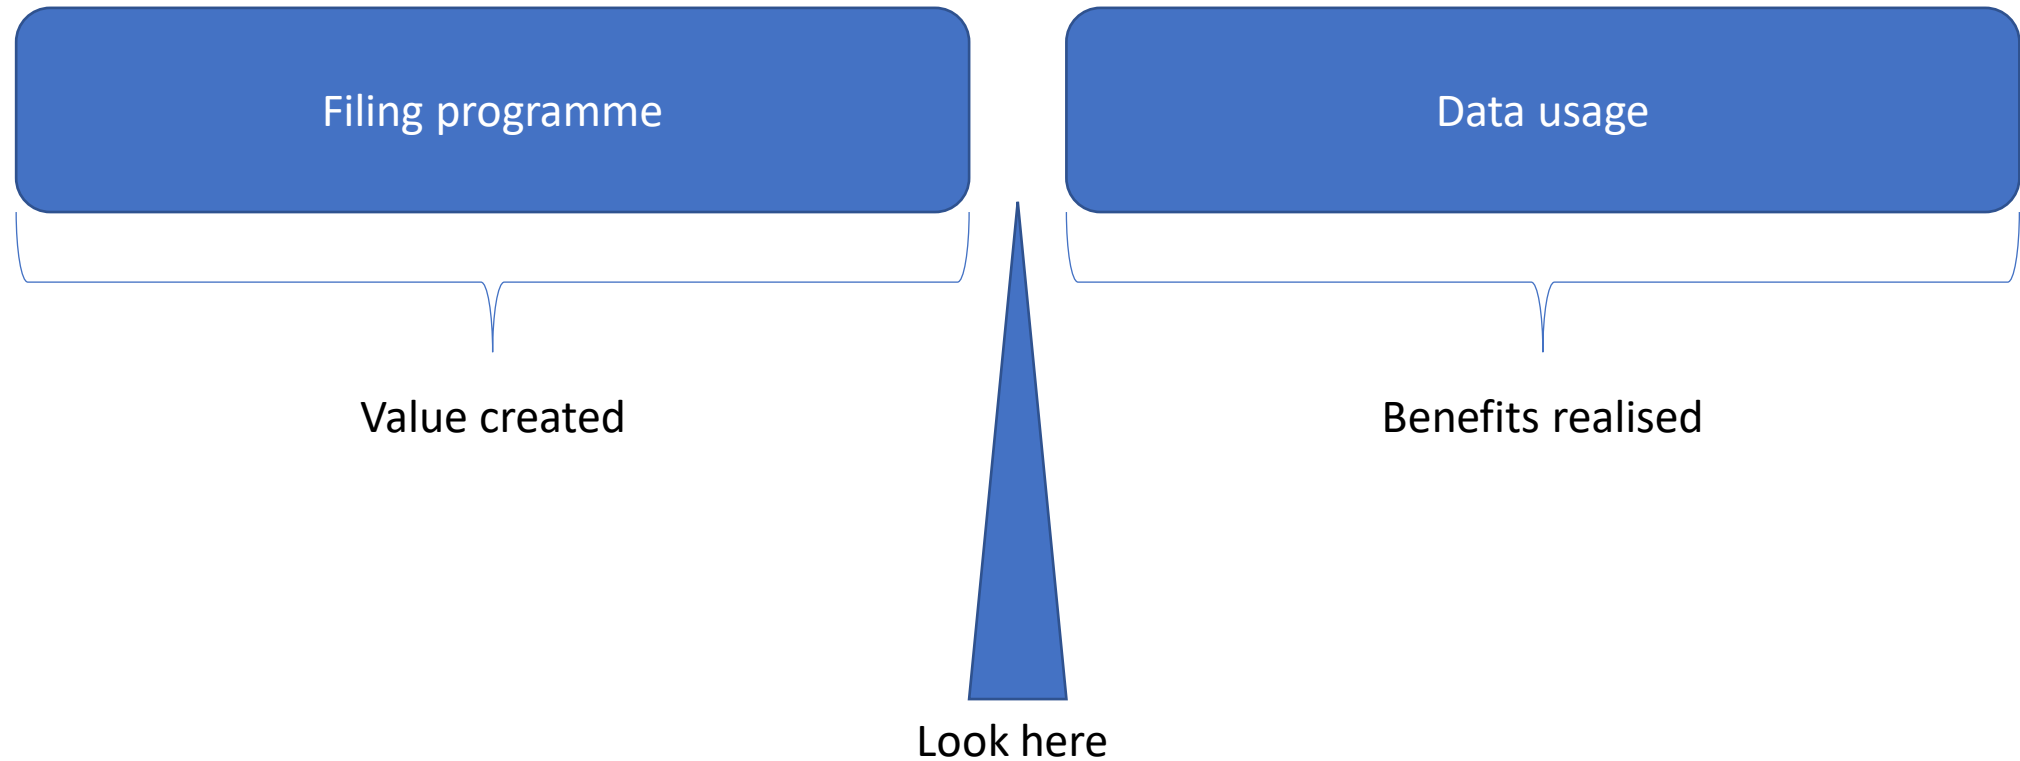 Filing programme
Data usage
Value created
Benefits realised
Look here